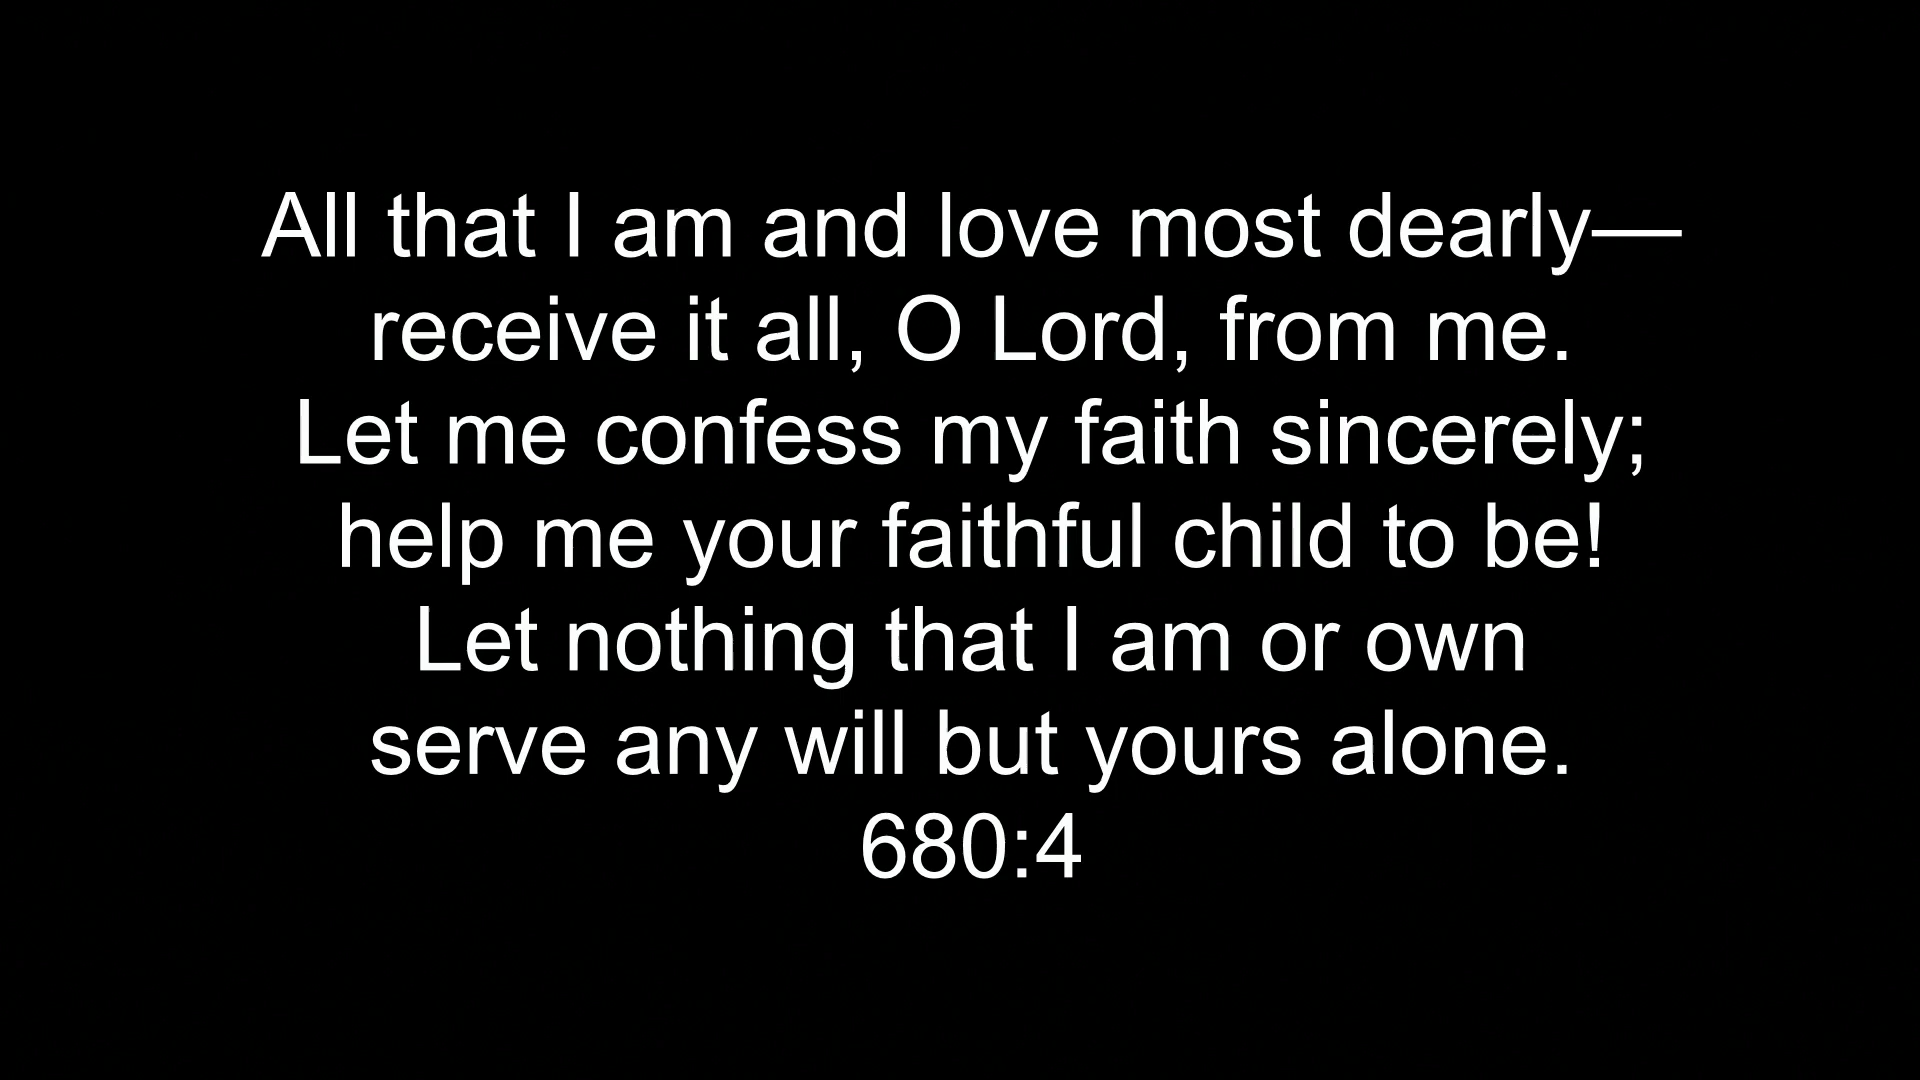 All that I am and love most dearly—
receive it all, O Lord, from me.
Let me confess my faith sincerely;
help me your faithful child to be!
Let nothing that I am or own
serve any will but yours alone.
680:4